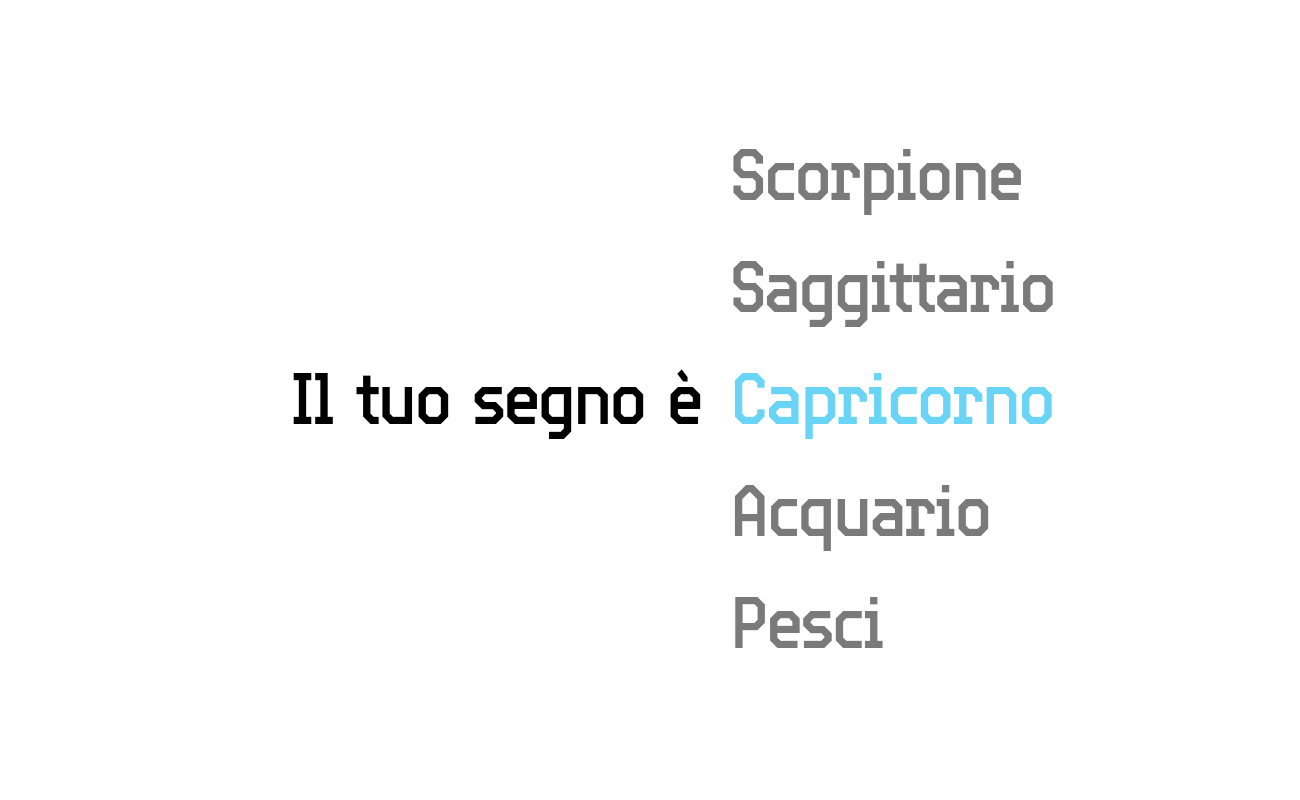 Scorpione
Saggittario
Il tuo segno è Capricorno
Acquario
Pesci